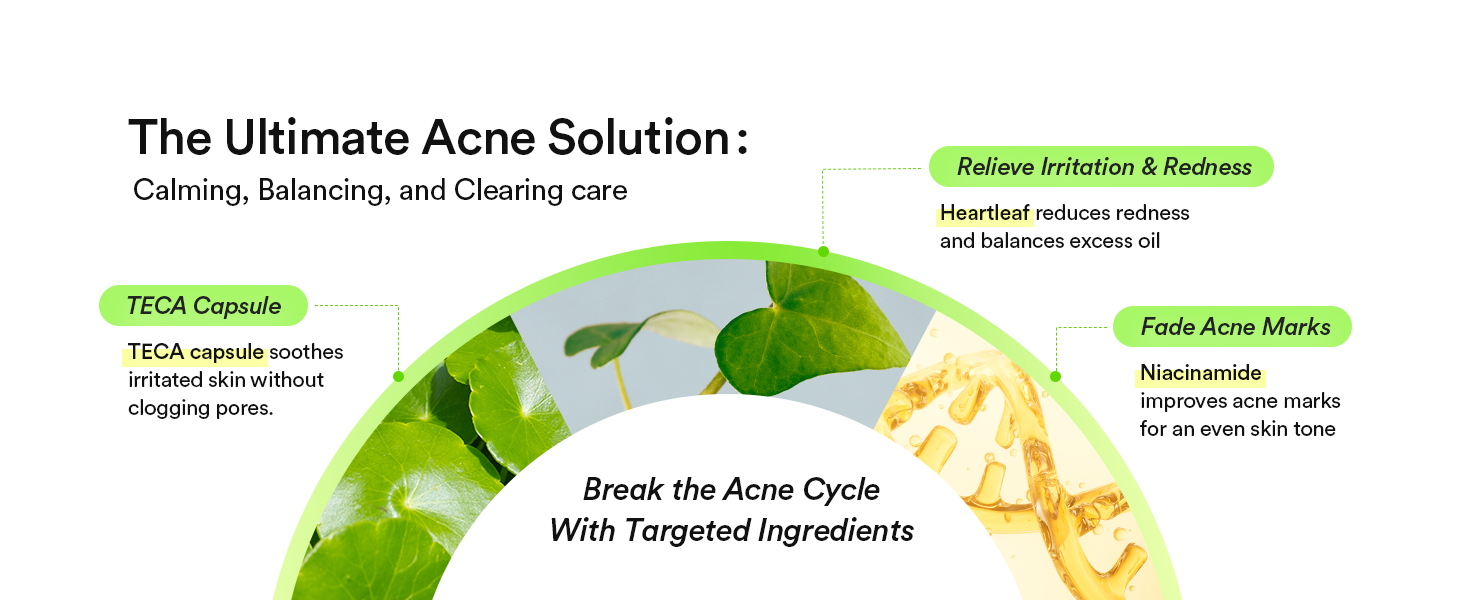 The Ultimate Acne Solution:
Calming, Balancing, and Clearing care
Relieve Irritation & Redness
Heartleaf reduces redness
and balances excess oil
TECA Capsule
TECA capsule soothes
irritated skin without
clogging pores.
Fade Acne Marks
Niacinamide
improves acne marks
for an even skin tone
Break the Acne Cycle
With Targeted Ingredients